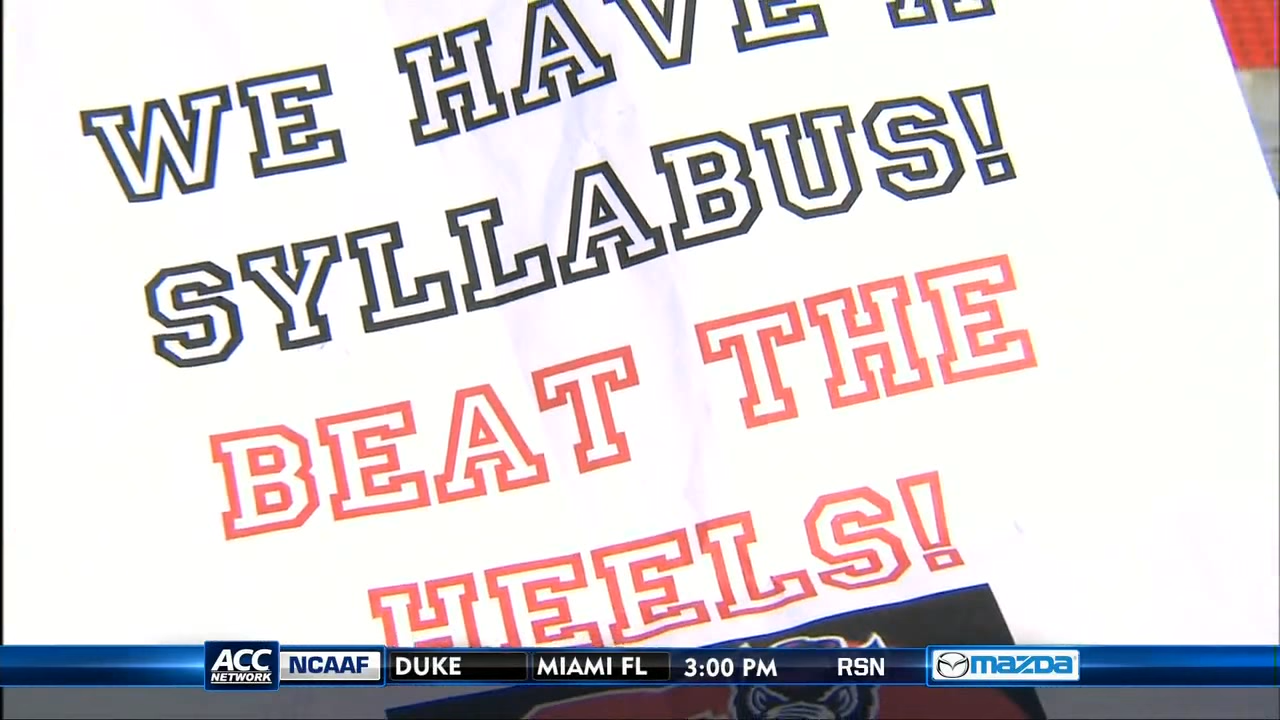 WE HAVE A
SYLLABUS!
BEAT THE
HEELS!
ACC NETWORK NCAAF DUKE MIAMI FL 3:00 PM RSN mazda